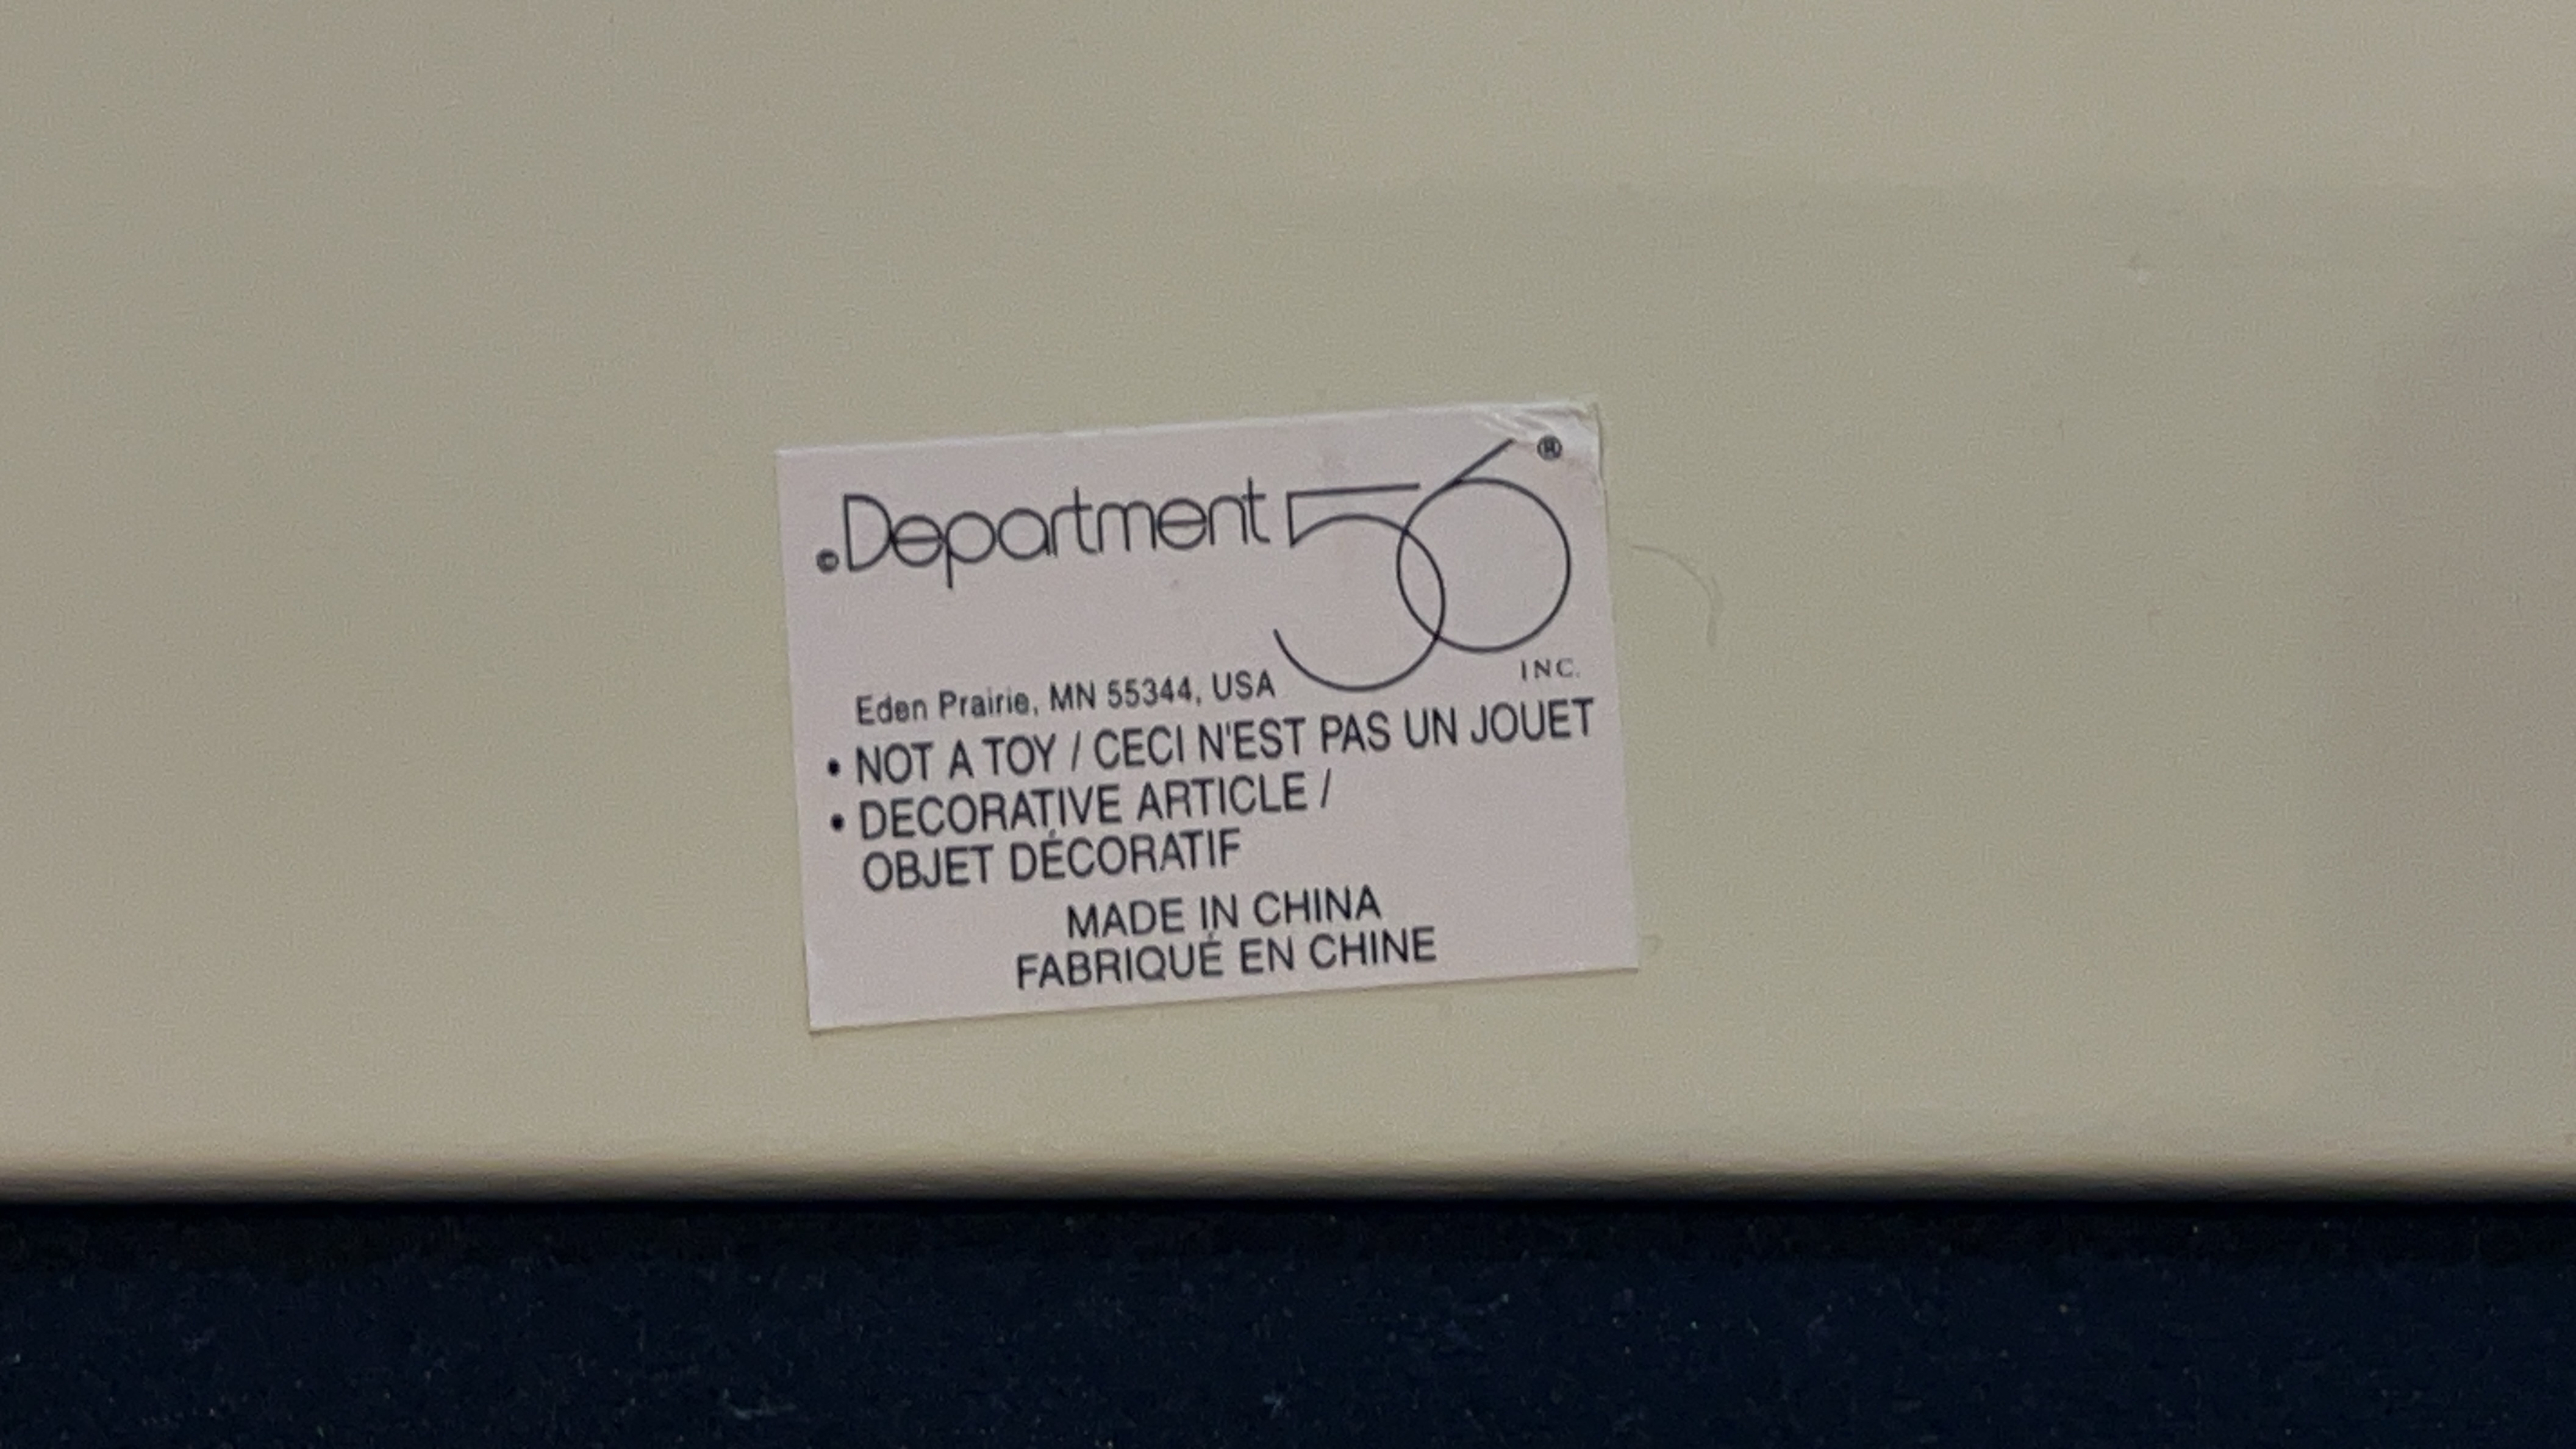 ©Department 56®
INC.
Eden Prairie, MN 55344, USA
• NOT A TOY / CECI N'EST PAS UN JOUET
• DECORATIVE ARTICLE /
OBJET DÉCORATIF
MADE IN CHINA
FABRIQUÉ EN CHINE